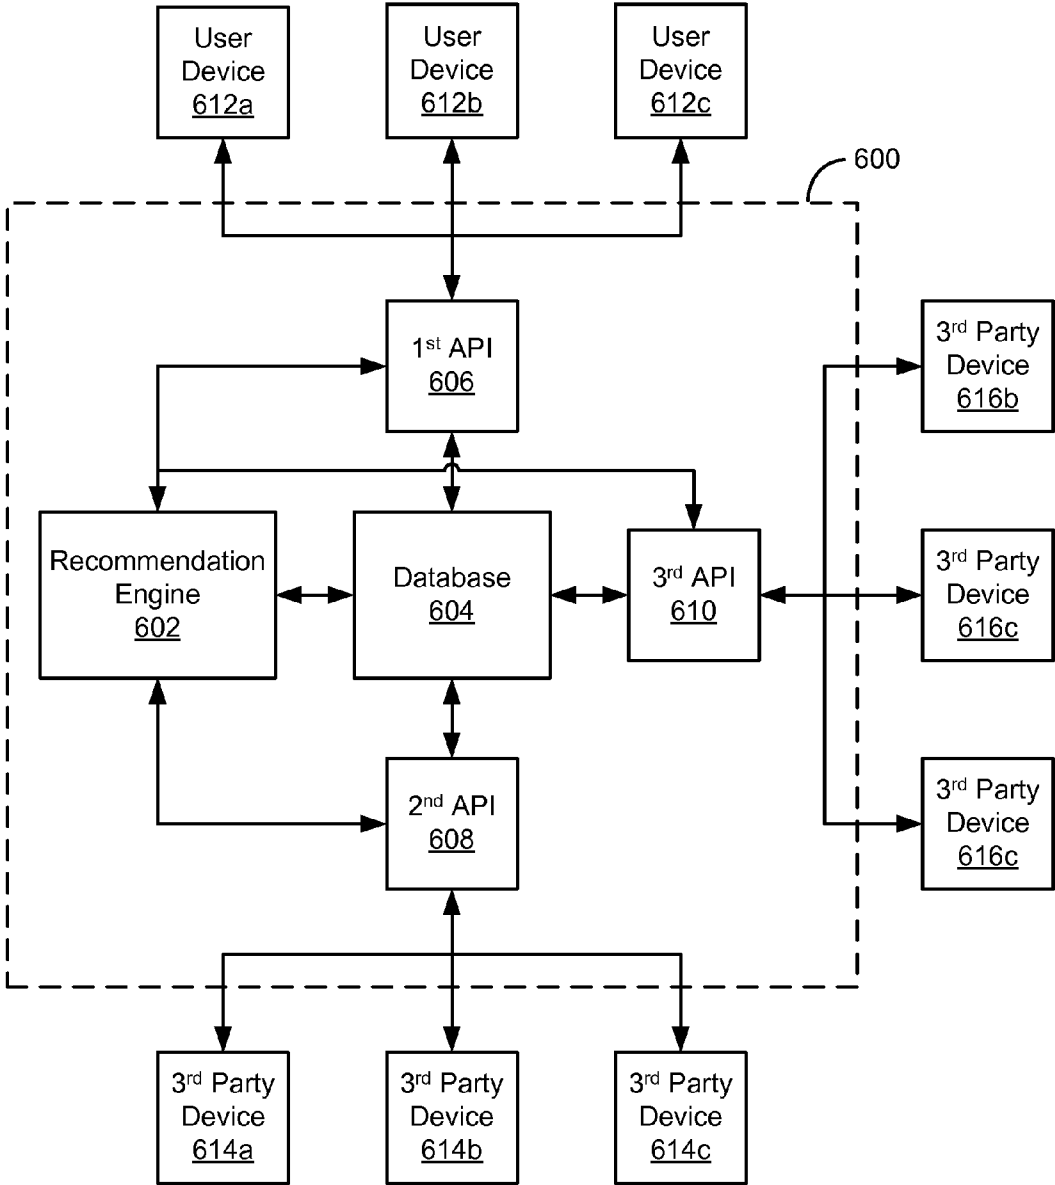 User
Device
612a
User
Device
612b
User
Device
612c
600
1st API
606
3rd Party
Device
616b
Recommendation
Engine
602
Database
604
3rd API
610
3rd Party
Device
616c
2nd API
608
3rd Party
Device
616c
3rd Party
Device
614a
3rd Party
Device
614b
3rd Party
Device
614c